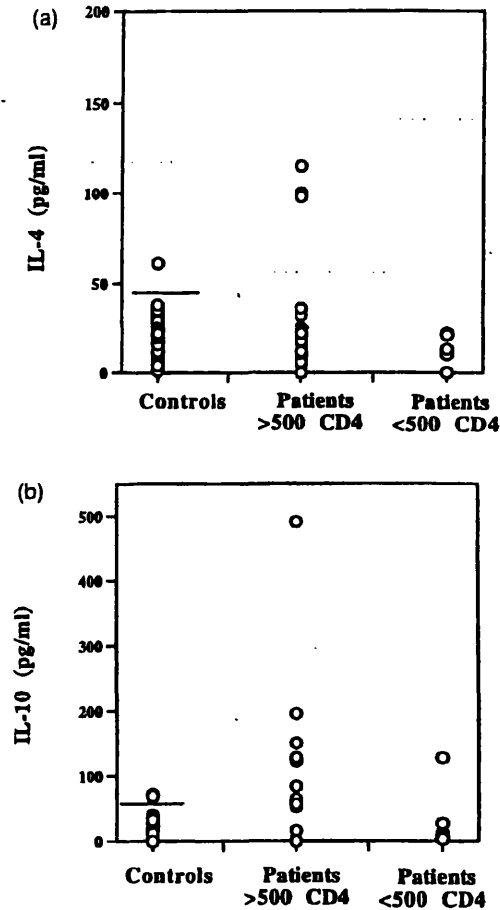 (a)
200
150
100
50
0
IL-4 (pg/ml)
Controls
Patients
>500 CD4
Patients
<500 CD4
(b)
500
400
300
200
100
0
IL-10 (pg/ml)
Controls
Patients
>500 CD4
Patients
<500 CD4